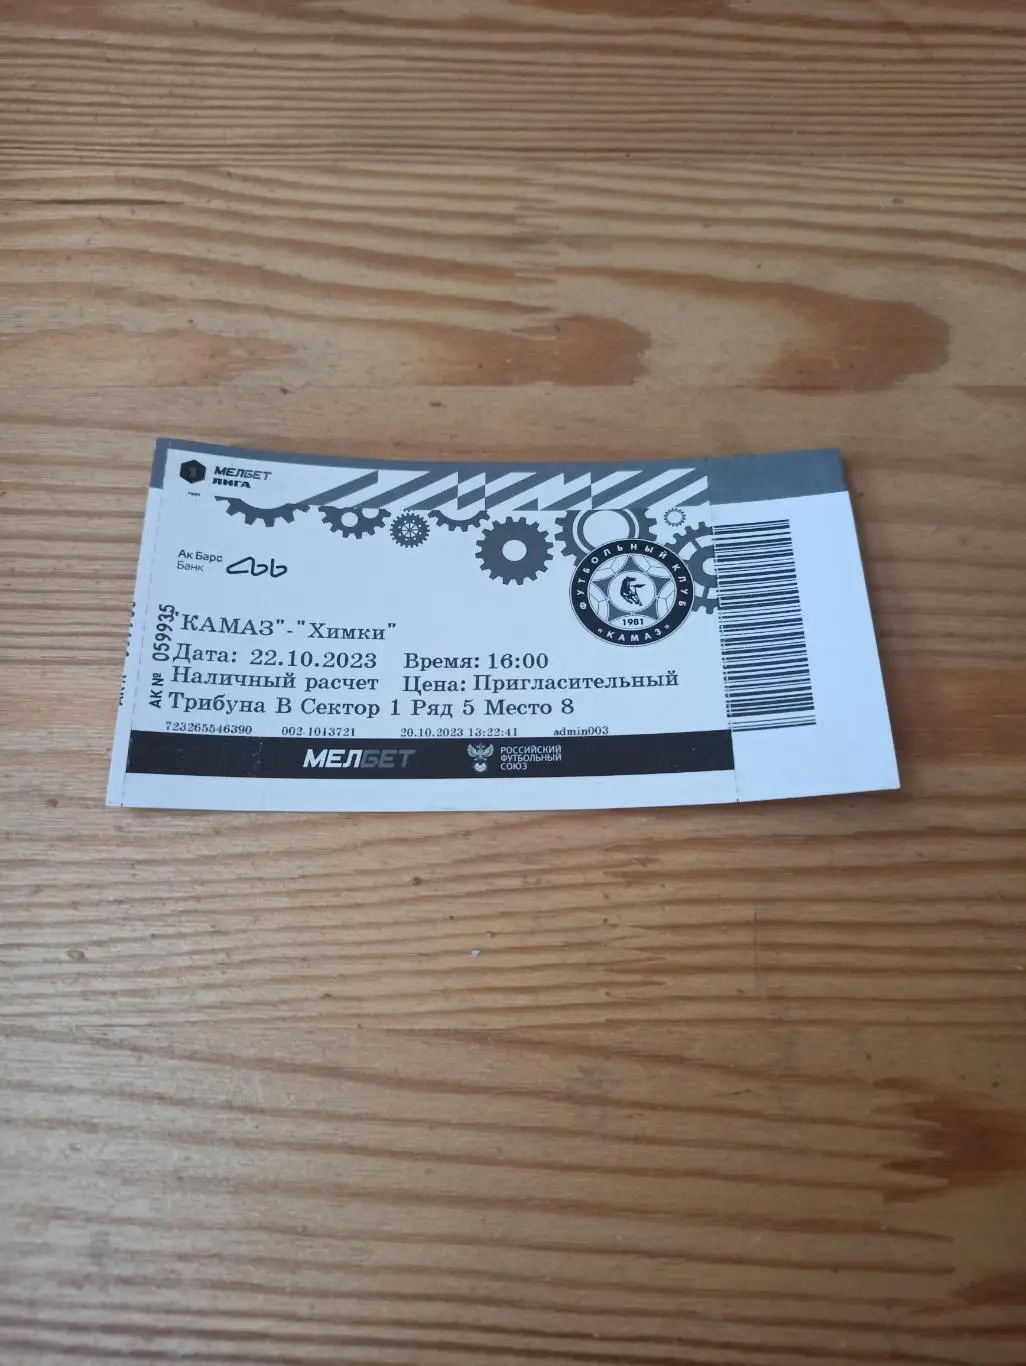 МЕЛБЕТ
ЛИГА
Ак Барс
Банк
ФУТБОЛЬНЫЙ КЛУБ
1981
"КАМАЗ"
АК № 059935
"КАМАЗ"-"Химки"
Дата: 22.10.2023 Время: 16:00
Наличный расчет Цена: Пригласительный
Трибуна В Сектор 1 Ряд 5 Место 8
723265546390 002-1013721 20.10.2023 13:22:41 admin003
МЕЛБЕТ
РОССИЙСКИЙ
ФУТБОЛЬНЫЙ
СОЮЗ